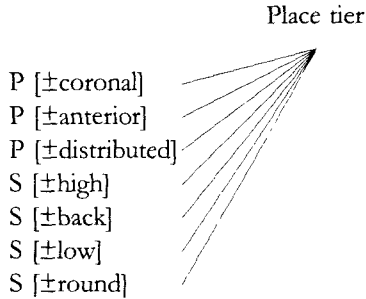 Place tier
P [±coronal]
P [±anterior]
P [±distributed]
S [±high]
S [±back]
S [±low]
S [±round]